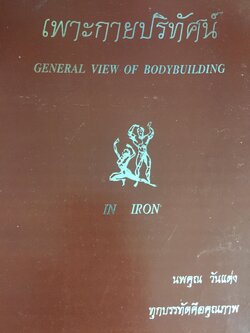 เพาะกายปริทัศน์
GENERAL VIEW OF BODYBUILDING
IN IRON
นพคุณ วันแต่ง
ทุกบรรทัดคือคุณภาพ